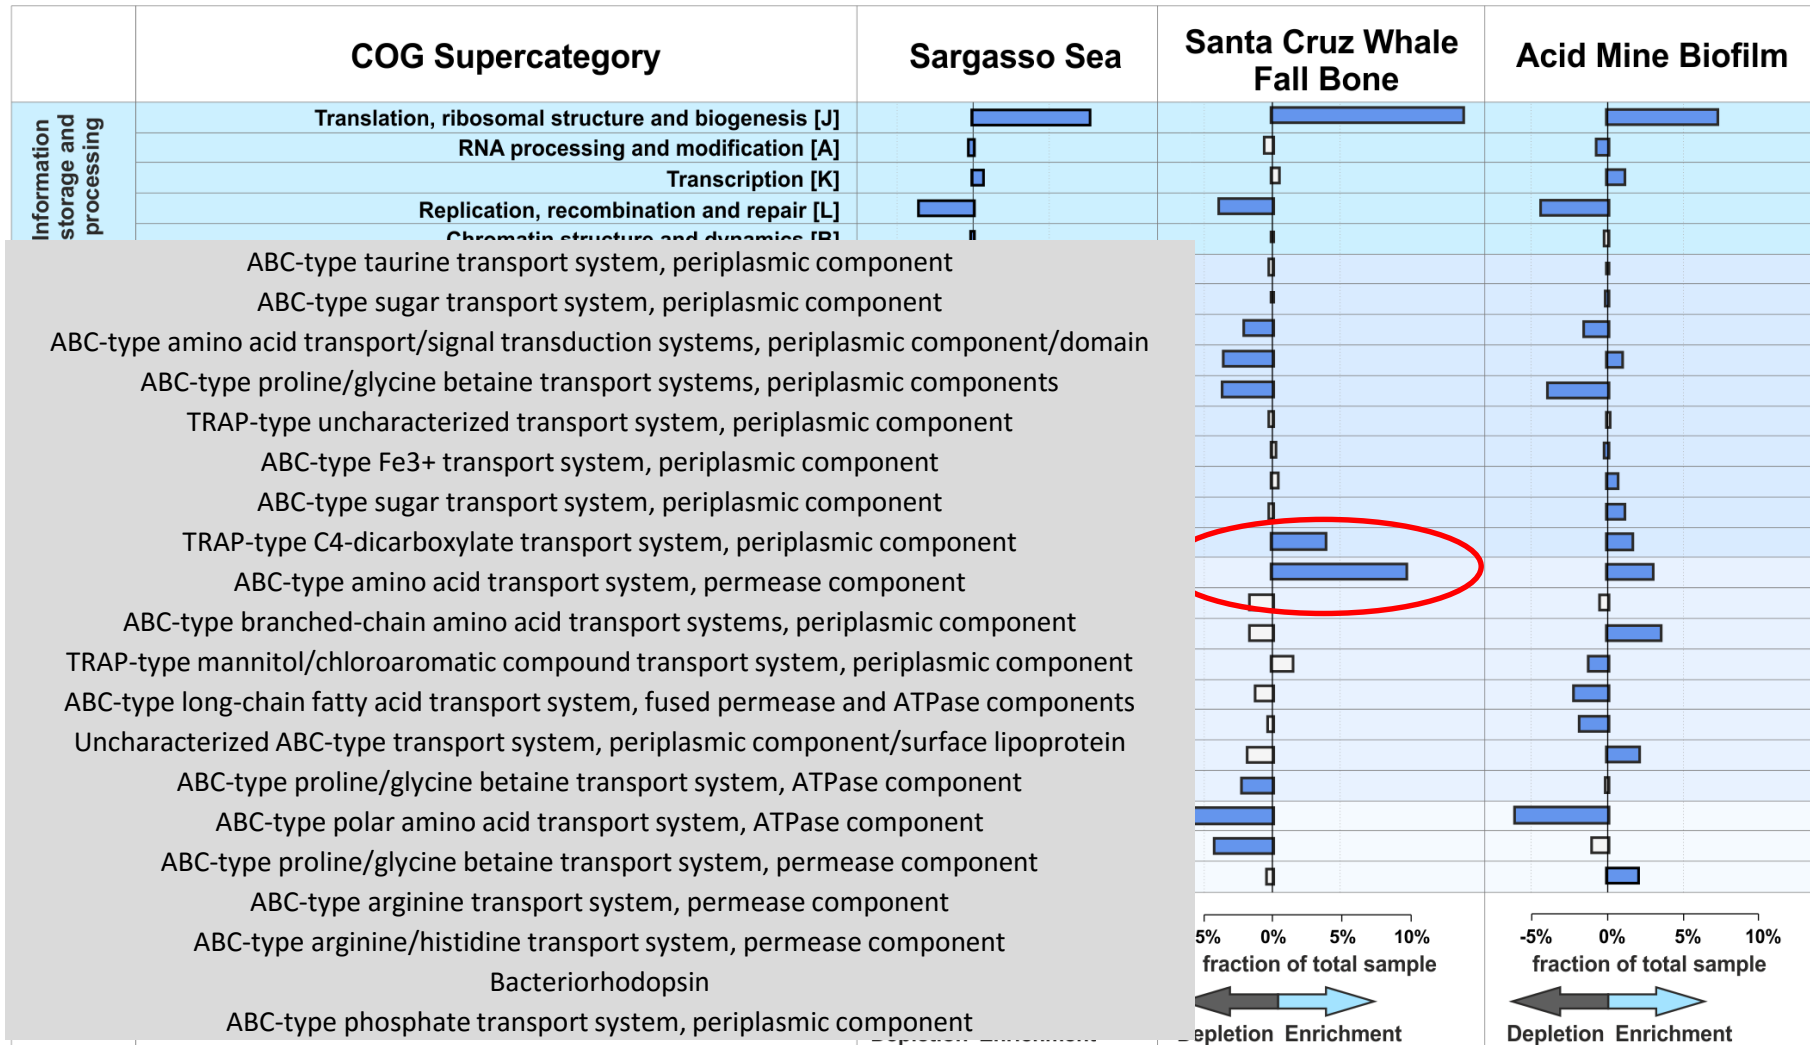 COG Supercategory
Sargasso Sea
Santa Cruz Whale
Fall Bone
Acid Mine Biofilm
Information
storage and
processing
Translation, ribosomal structure and biogenesis [J]
RNA processing and modification [A]
Transcription [K]
Replication, recombination and repair [L]
Chromatin structure and dynamics [B]
ABC-type taurine transport system, periplasmic component
ABC-type sugar transport system, periplasmic component
ABC-type amino acid transport/signal transduction systems, periplasmic component/domain
ABC-type proline/glycine betaine transport systems, periplasmic components
TRAP-type uncharacterized transport system, periplasmic component
ABC-type Fe3+ transport system, periplasmic component
ABC-type sugar transport system, periplasmic component
TRAP-type C4-dicarboxylate transport system, periplasmic component
ABC-type amino acid transport system, permease component
ABC-type branched-chain amino acid transport systems, periplasmic component
TRAP-type mannitol/chloroaromatic compound transport system, periplasmic component
ABC-type long-chain fatty acid transport system, fused permease and ATPase components
Uncharacterized ABC-type transport system, periplasmic component/surface lipoprotein
ABC-type proline/glycine betaine transport system, ATPase component
ABC-type polar amino acid transport system, ATPase component
ABC-type proline/glycine betaine transport system, permease component
ABC-type arginine transport system, permease component
ABC-type arginine/histidine transport system, permease component
Bacteriorhodopsin
ABC-type phosphate transport system, periplasmic component
5% 0% 5% 10%
fraction of total sample
Depletion Enrichment
-5% 0% 5% 10%
fraction of total sample
Depletion Enrichment